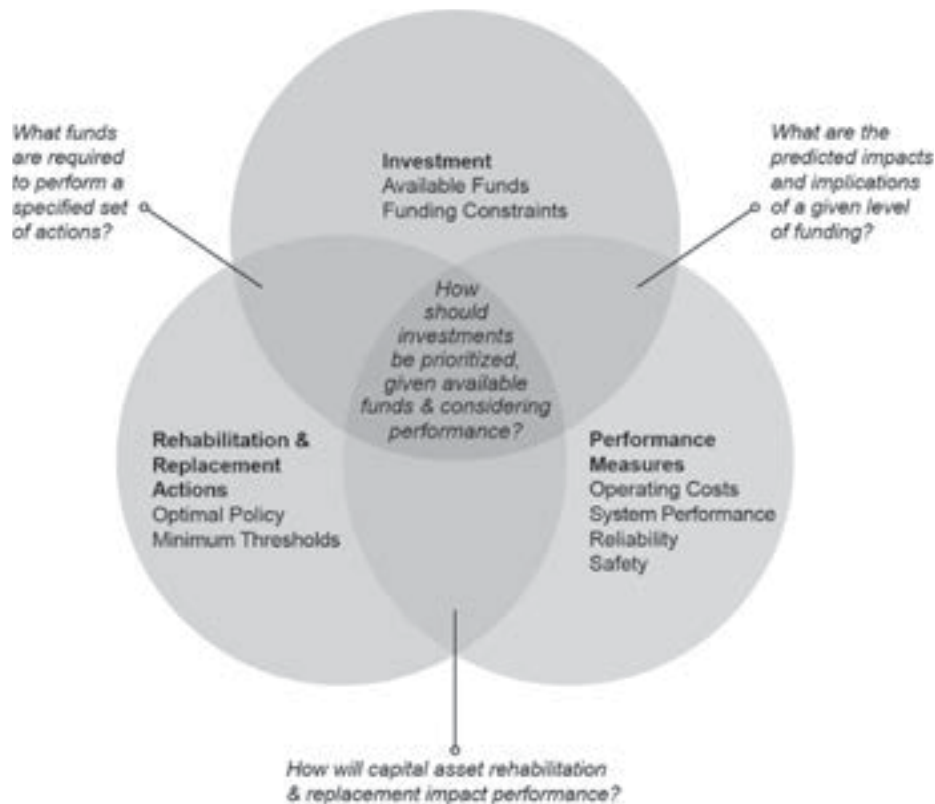 What funds
are required
to perform a
specified set
of actions?
Investment
Available Funds
Funding Constraints
What are the
predicted impacts
and implications
of a given level
of funding?
How
should
investments
be prioritized,
given available
funds & considering
performance?
Rehabilitation &
Replacement
Actions
Optimal Policy
Minimum Thresholds
Performance
Measures
Operating Costs
System Performance
Reliability
Safety
How will capital asset rehabilitation
& replacement impact performance?